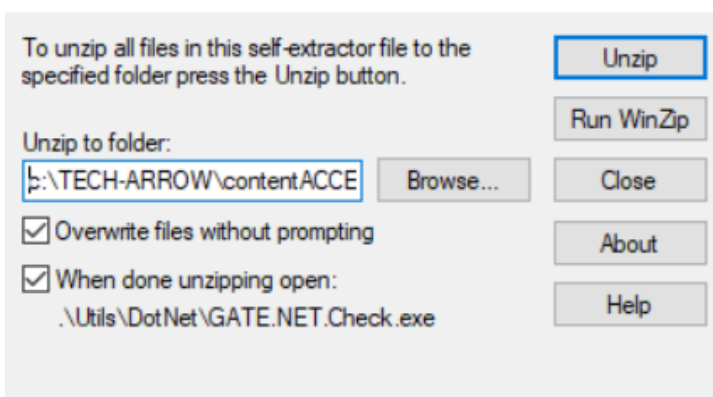 To unzip all files in this self-extractor file to the
specified folder press the Unzip button.
Unzip
Run WinZip
Unzip to folder:
c:\TECH-ARROW\contentACCE
Browse...
Close
Overwrite files without prompting
About
When done unzipping open:
.\Utils\DotNet\GATE.NET.Check.exe
Help